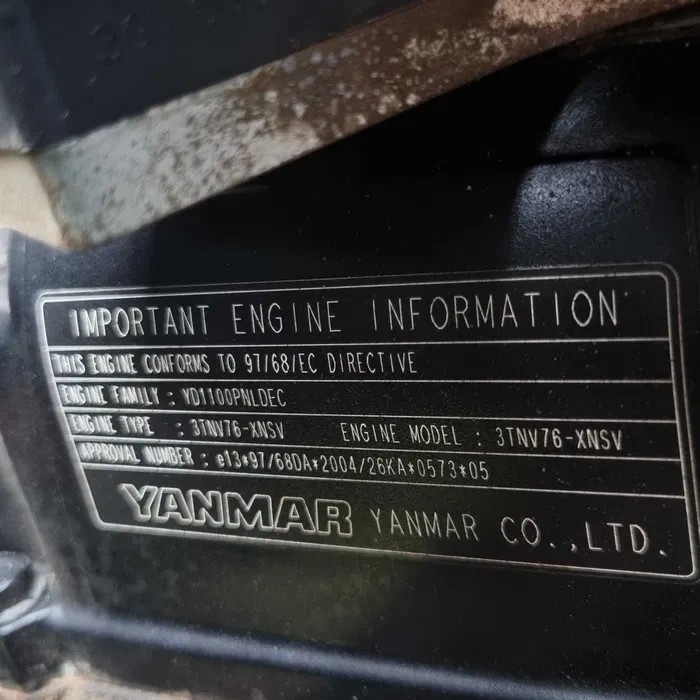 IMPORTANT ENGINE INFORMATION
THIS ENGINE CONFORMS TO 97/68/EC DIRECTIVE
ENGINE FAMILY : YD1100PNLDEC
ENGINE TYPE : 3TNV76-XNSV ENGINE MODEL : 3TNV76-XNSV
APPROVAL NUMBER : e13*97/68DA*2004/26KA*0573*05
YANMAR YANMAR CO.,LTD.